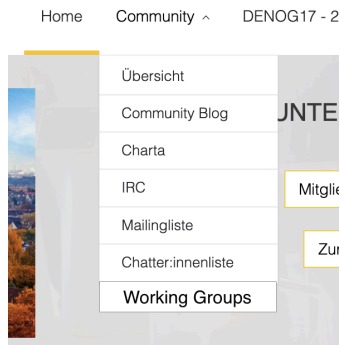 Home Community DENOG17 - 2
Übersicht
Community Blog
UNTE
Charta
IRC
Mitglie
Mailingliste
Zur
Chatter:innenliste
Working Groups